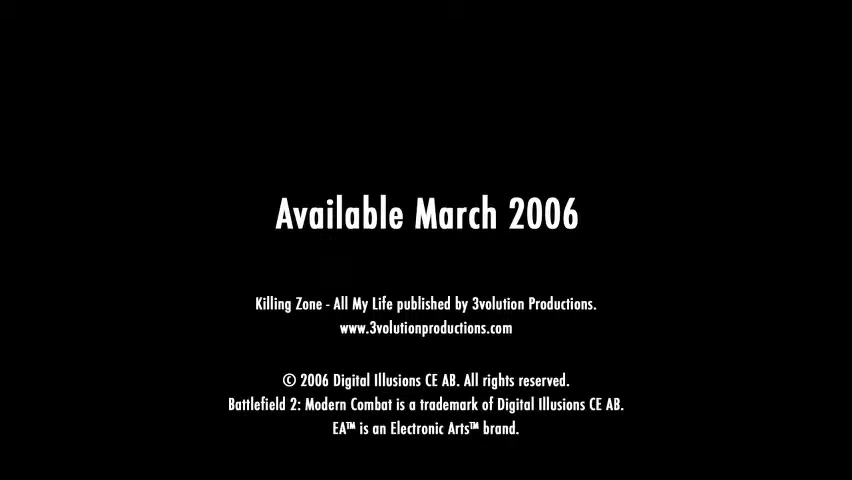 Available March 2006
Killing Zone - All My Life published by 3volution Productions.
www.3volutionproductions.com
© 2006 Digital Illusions CE AB. All rights reserved.
Battlefield 2: Modern Combat is a trademark of Digital Illusions CE AB.
EA™ is an Electronic Arts™ brand.